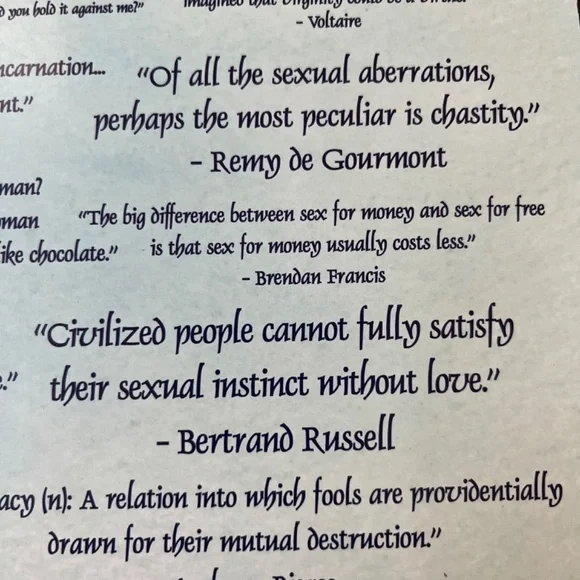 d you hold it against me?"
imagined that virginity could be a virtue."
– Voltaire
ncarnation...
nt."
"Of all the sexual aberrations,
perhaps the most peculiar is chastity."
– Remy de Gourmont
man?
man
ike chocolate."
"The big difference between sex for money and sex for free
is that sex for money usually costs less."
– Brendan Francis
"Civilized people cannot fully satisfy
their sexual instinct without love."
– Bertrand Russell
."
acy (n): A relation into which fools are providentially
drawn for their mutual destruction."